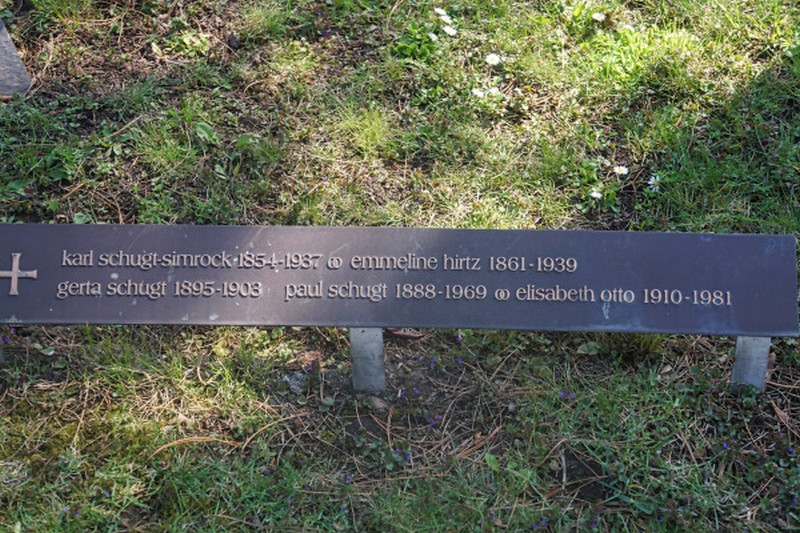 karl schugt-simrock·1854-1937 ⚭ emmeline hirtz 1861-1939
gerta schugt 1895-1903 paul schugt 1888-1969 ⚭ elisabeth otto 1910-1981